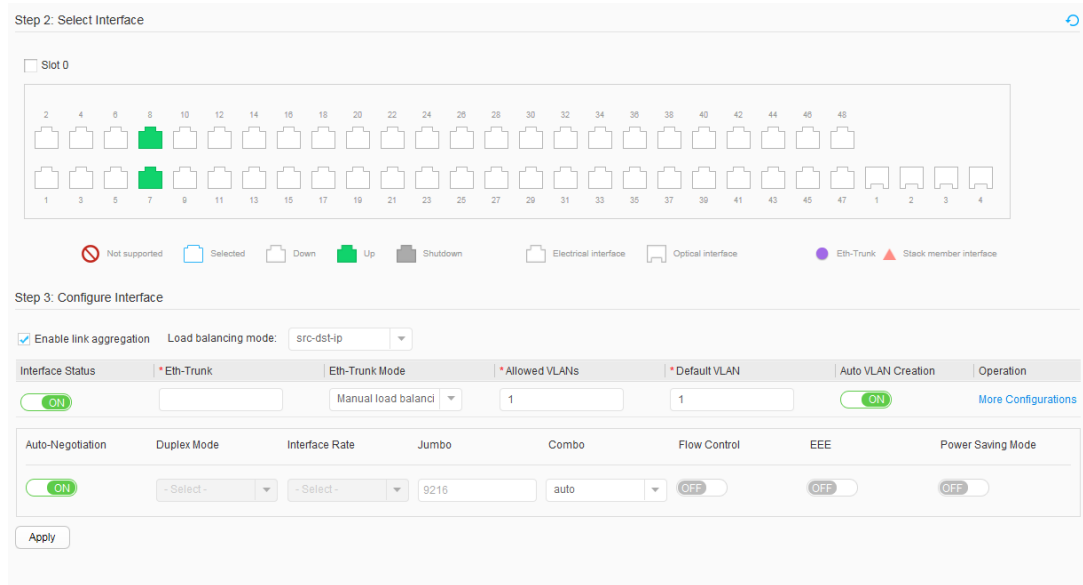 Step 2: Select Interface
Slot 0
2 4 6 8 10 12 14 16 18 20 22 24 26 28 30 32 34 36 38 40 42 44 46 48
1 3 5 7 9 11 13 15 17 19 21 23 25 27 29 31 33 35 37 39 41 43 45 47 1 2 3 4
Not supported Selected Down Up Shutdown Electrical interface Optical interface Eth-Trunk Stack member interface
Step 3: Configure Interface
Enable link aggregation Load balancing mode: src-dst-ip
Interface Status * Eth-Trunk Eth-Trunk Mode * Allowed VLANs * Default VLAN Auto VLAN Creation Operation
ON Manual load balanci 1 1 ON More Configurations
Auto-Negotiation Duplex Mode Interface Rate Jumbo Combo Flow Control EEE Power Saving Mode
ON - Select - - Select - 9216 auto OFF OFF OFF
Apply